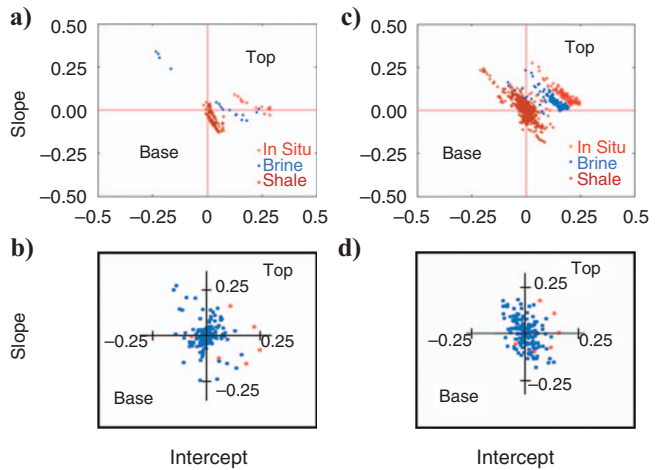 a)
0.50
0.25
0.00
−0.25
−0.50
Slope
Top
Base
In Situ
Brine
Shale
−0.5
−0.25
0
0.25
0.5
c)
0.50
0.25
0.00
−0.25
−0.50
Top
Base
In Situ
Brine
Shale
−0.5
−0.25
0
0.25
0.5
b)
Slope
Top
0.25
−0.25
0.25
−0.25
Base
Intercept
d)
Top
0.25
−0.25
0.25
−0.25
Base
Intercept